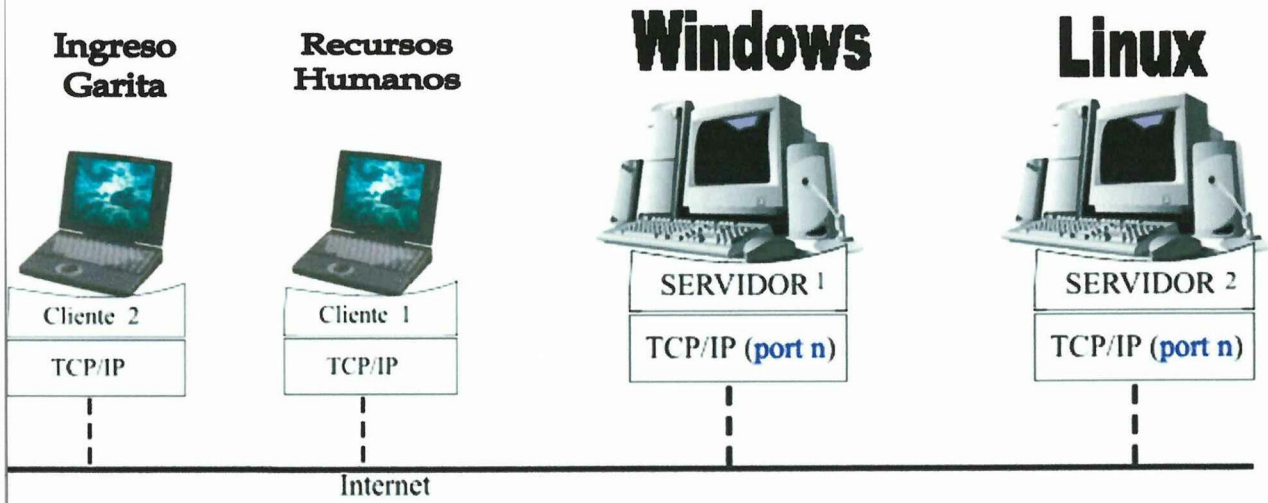 Ingreso
Garita
Recursos
Humanos
Windows
Linux
Cliente 2
TCP/IP
Cliente 1
TCP/IP
SERVIDOR 1
TCP/IP (port n)
SERVIDOR 2
TCP/IP (port n)
Internet